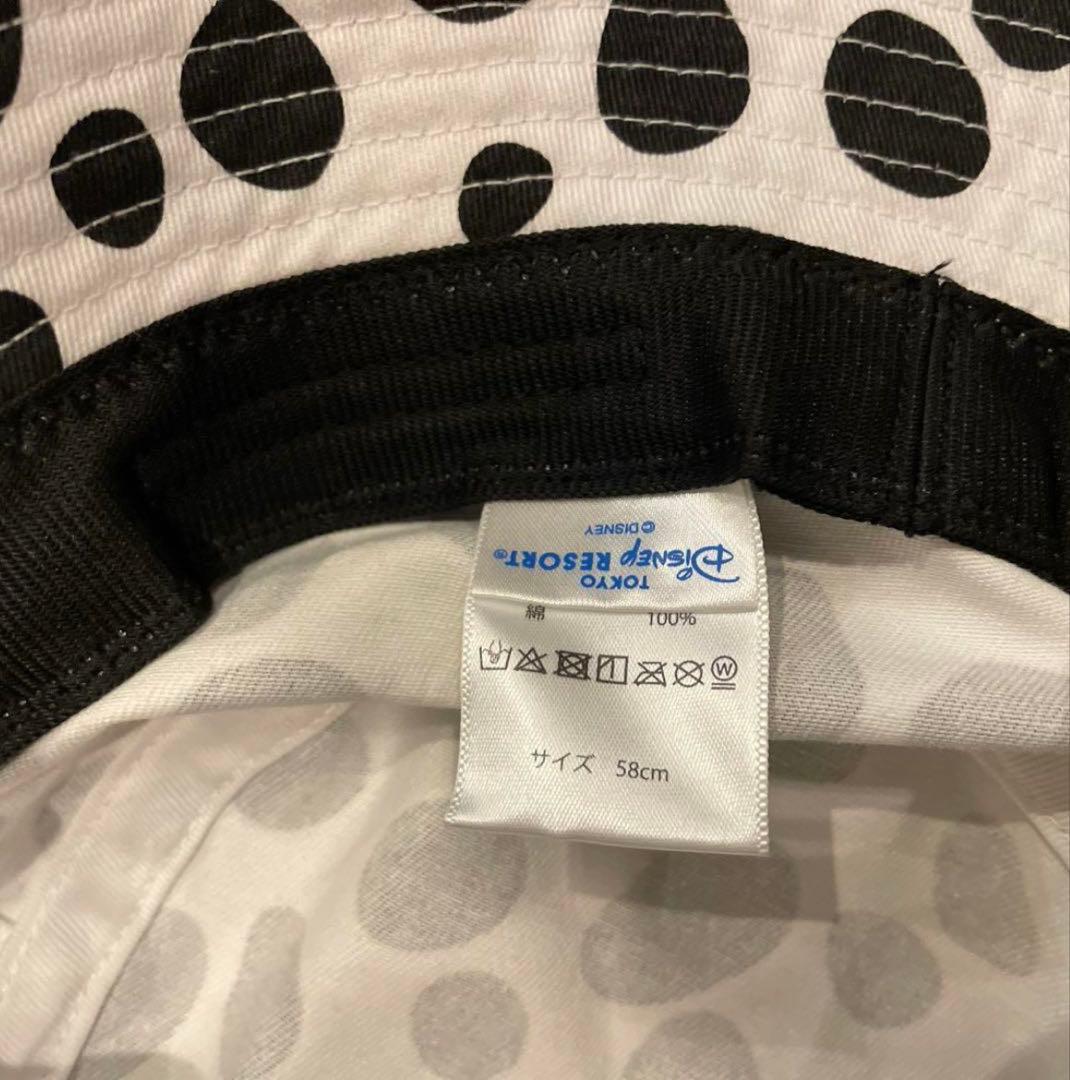 TOKYO
DISNEY RESORT®
© DISNEY
綿 100%
W
サイズ 58cm